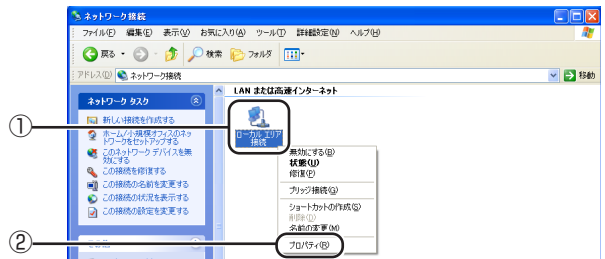 ネットワーク接続
ファイル(F) 編集(E) 表示(V) お気に入り(A) ツール(T) 詳細設定(N) ヘルプ(H)
戻る 検索 フォルダ
アドレス(D) ネットワーク接続 移動
ネットワーク タスク
新しい接続を作成する
ホーム/小規模オフィスのネッ
トワークをセットアップする
このネットワーク デバイスを無
効にする
この接続を修復する
この接続の名前を変更する
この接続の状況を表示する
この接続の設定を変更する
LAN または高速インターネット
①
ローカル エリア
接続
無効にする(B)
状態(U)
修復(P)
ブリッジ接続(G)
ショートカットの作成(S)
削除(D)
名前の変更(M)
②
プロパティ(R)